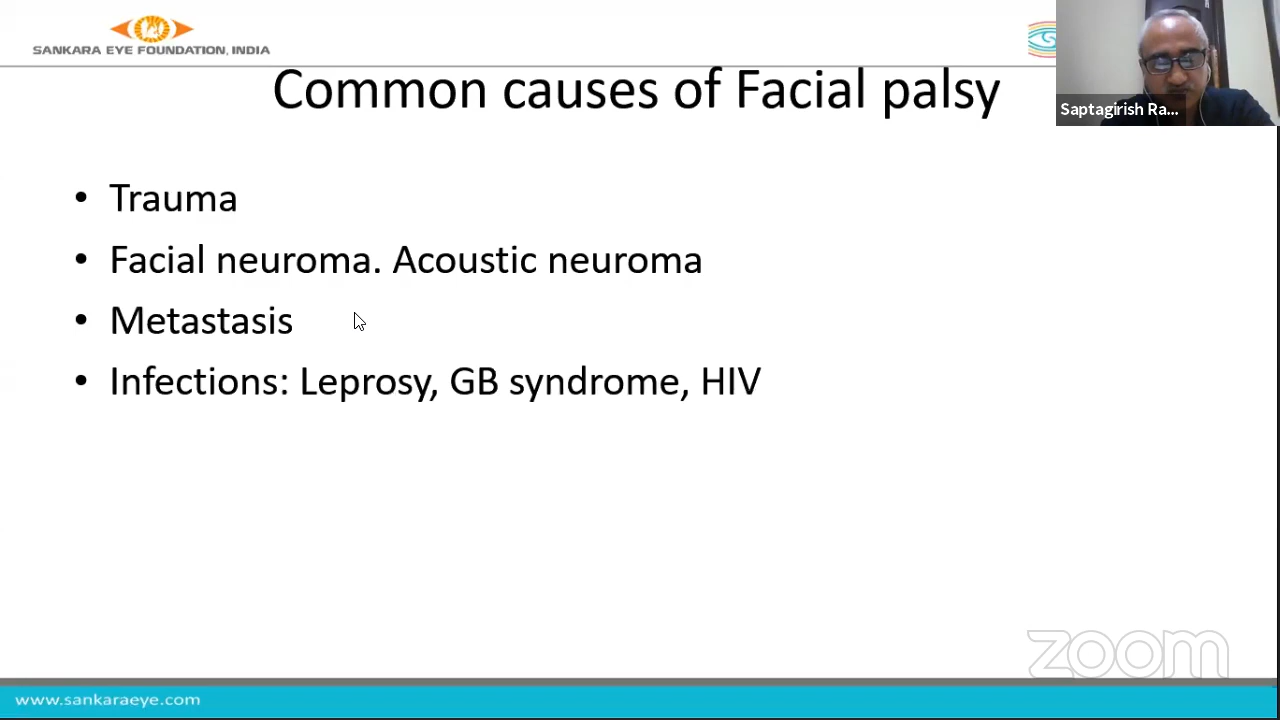 SANKARA EYE FOUNDATION, INDIA
Common causes of Facial palsy
Saptagirish Ra...
• Trauma
• Facial neuroma. Acoustic neuroma
• Metastasis
• Infections: Leprosy, GB syndrome, HIV
zoom
www.sankaraeye.com